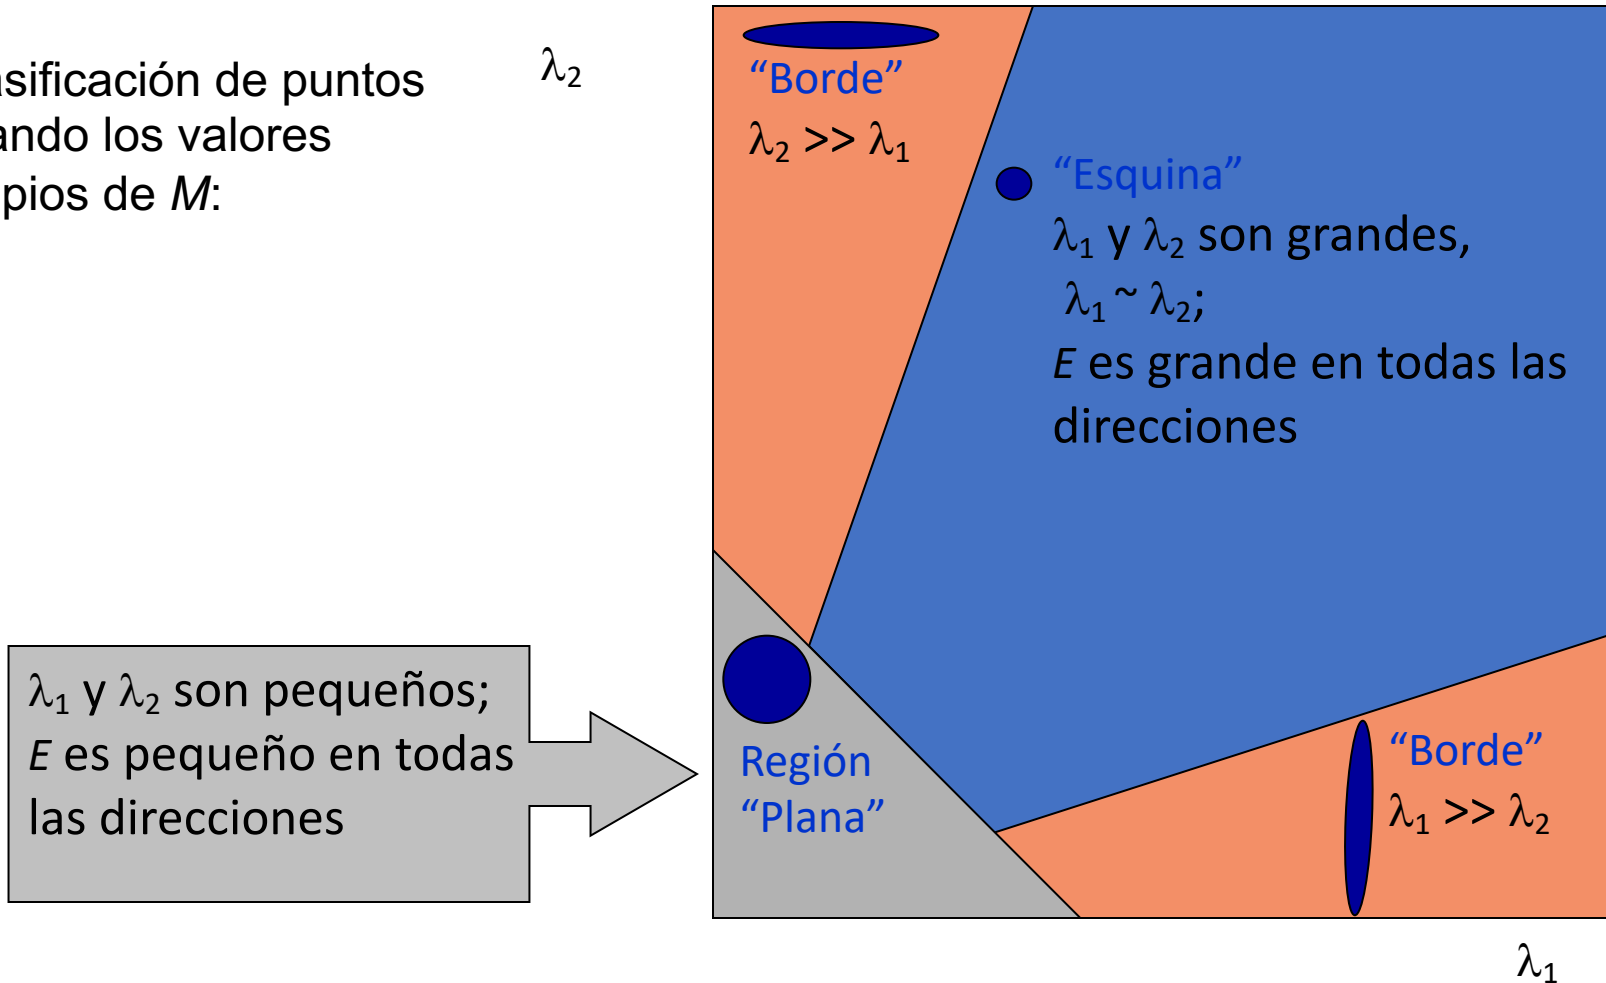 asificación de puntos
ando los valores
pios de M:
λ₂
“Borde”
λ₂ >> λ₁
“Esquina”
λ₁ y λ₂ son grandes,
λ₁ ~ λ₂;
E es grande en todas las
direcciones
λ₁ y λ₂ son pequeños;
E es pequeño en todas
las direcciones
Región
“Plana”
“Borde”
λ₁ >> λ₂
λ₁